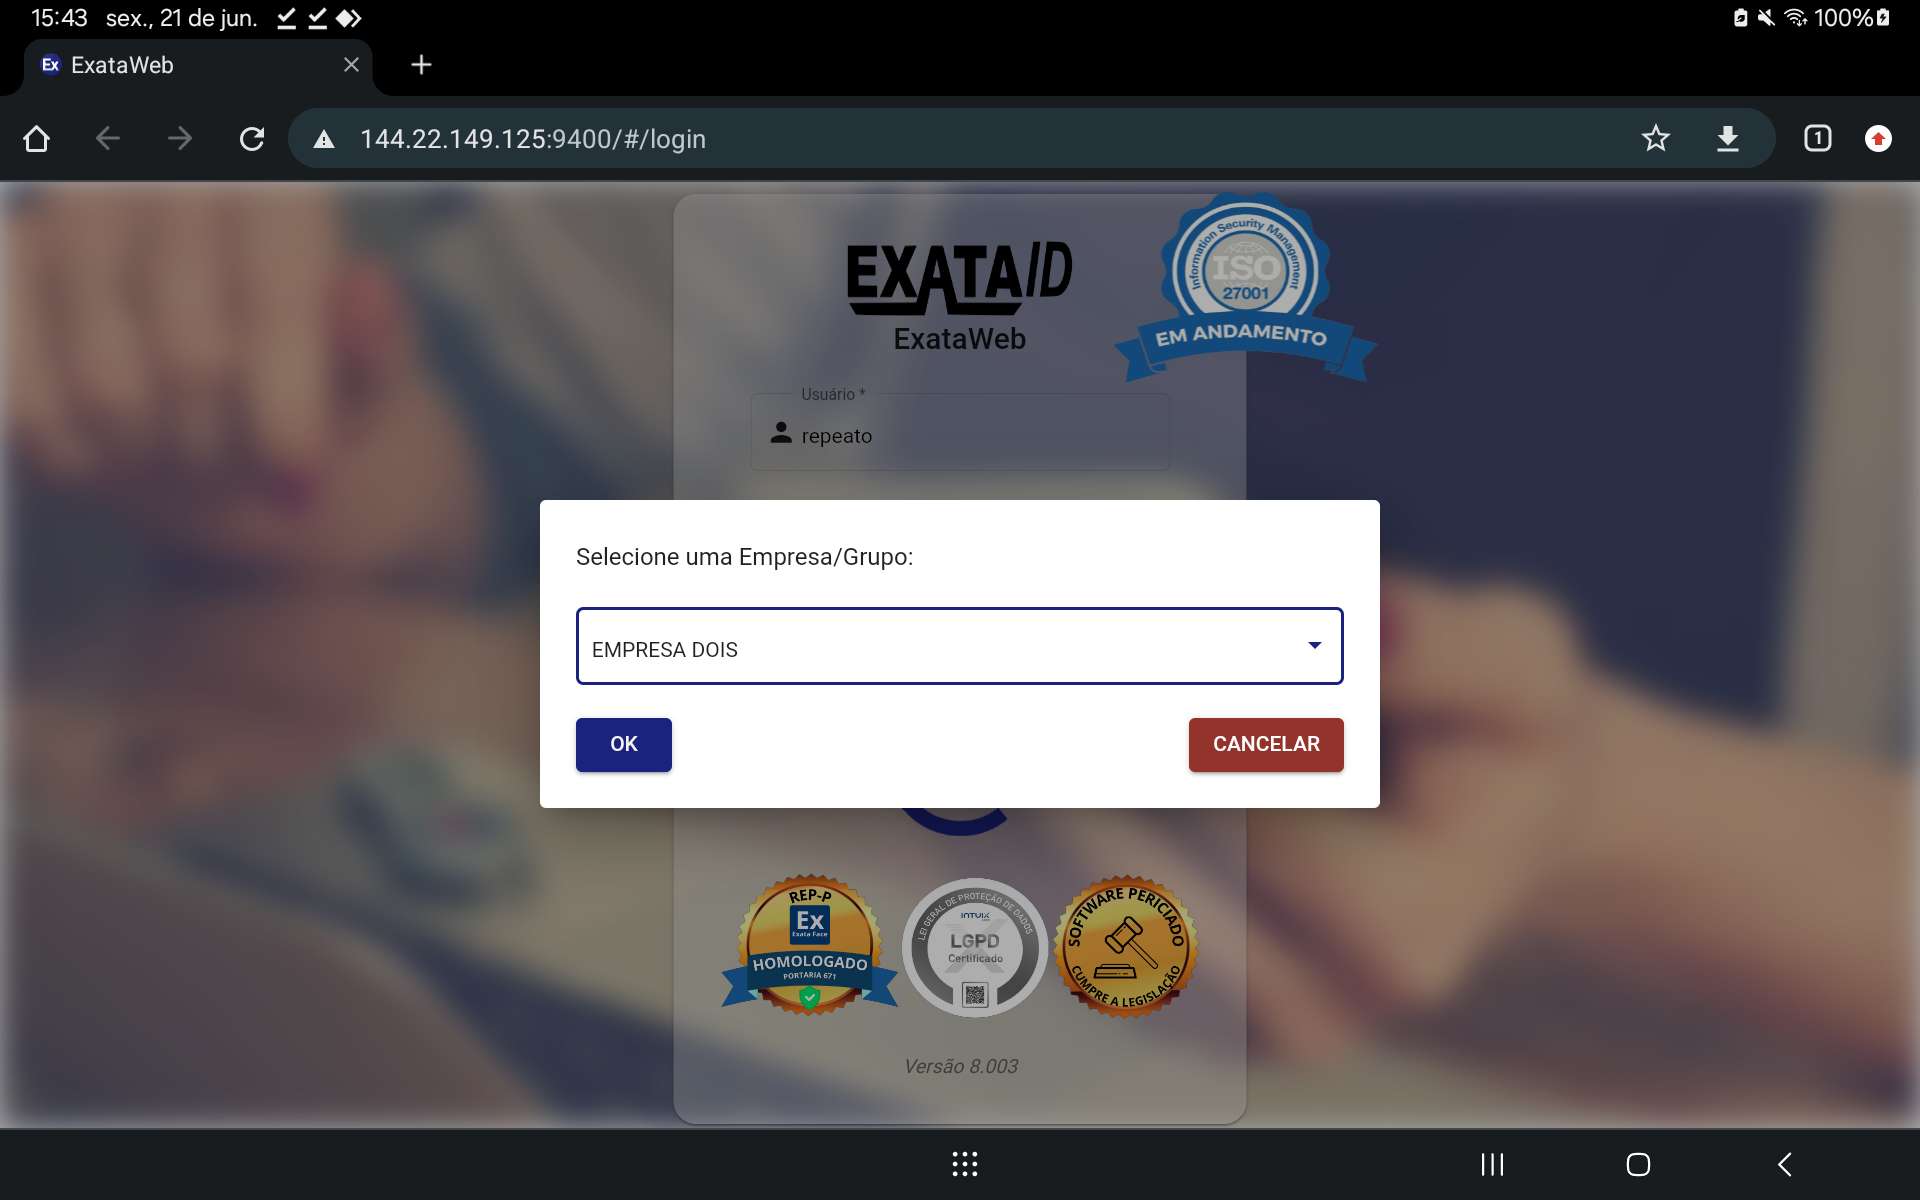 15:43 sex., 21 de jun. 100%
Ex ExataWeb
144.22.149.125:9400/#/login
1
EXATAID
ExataWeb
Information Security Management
ISO
27001
EM ANDAMENTO
Usuário *
repeato
Selecione uma Empresa/Grupo:
EMPRESA DOIS
OK
CANCELAR
REP-P
Ex
Exata Face
HOMOLOGADO
PORTARIA 671
LEI GERAL DE PROTEÇÃO DE DADOS
INTUIX
LGPD
Certificado
SOFTWARE PERICIADO
CUMPRE A LEGISLAÇÃO
Versão 8.003